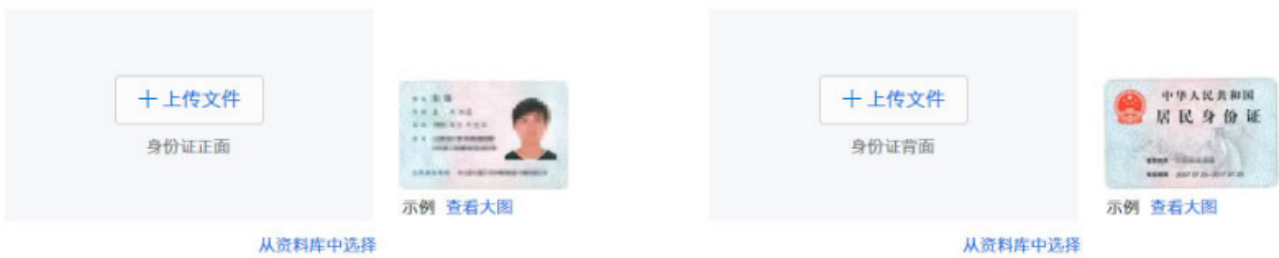 + 上传文件
身份证正面
示例 查看大图
从资料库中选择
+ 上传文件
身份证背面
中华人民共和国
居民身份证
示例 查看大图
从资料库中选择